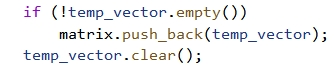 if (!temp_vector.empty())
    matrix.push_back(temp_vector);
temp_vector.clear();